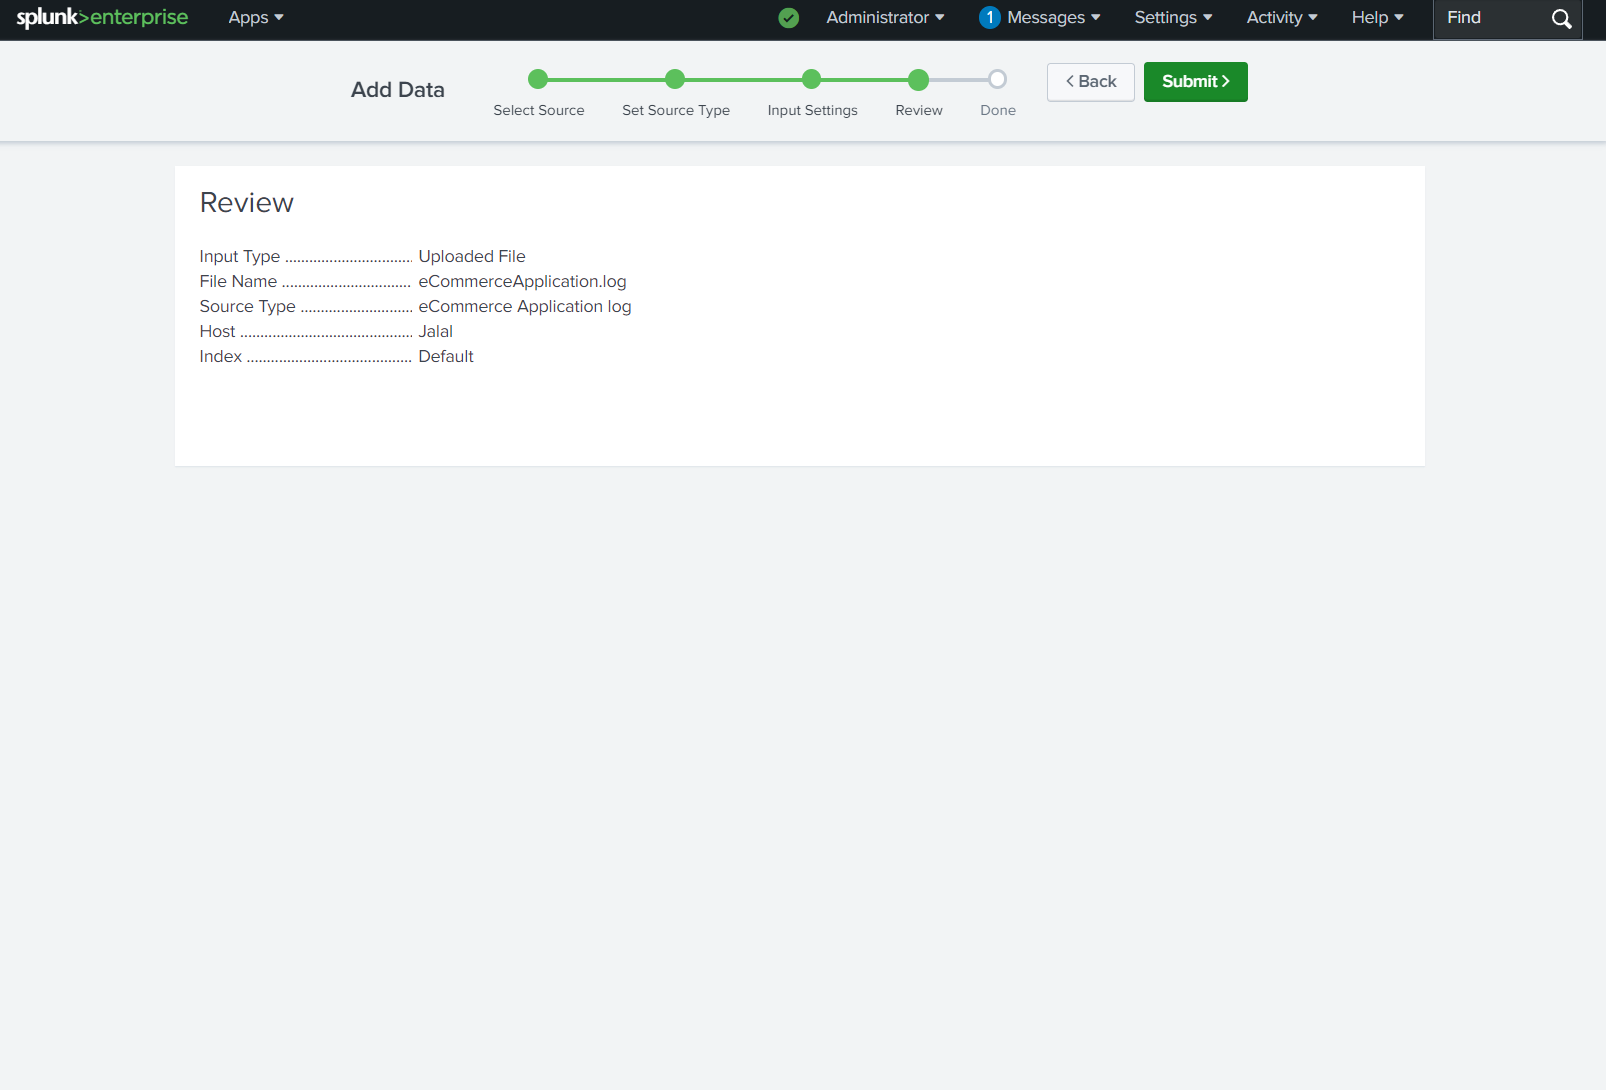 splunk>enterprise Apps Administrator 1 Messages Settings Activity Help Find
Add Data
Select Source Set Source Type Input Settings Review Done
< Back Submit >
Review
Input Type ................................ Uploaded File
File Name ................................ eCommerceApplication.log
Source Type ............................ eCommerce Application log
Host ........................................... Jalal
Index ......................................... Default